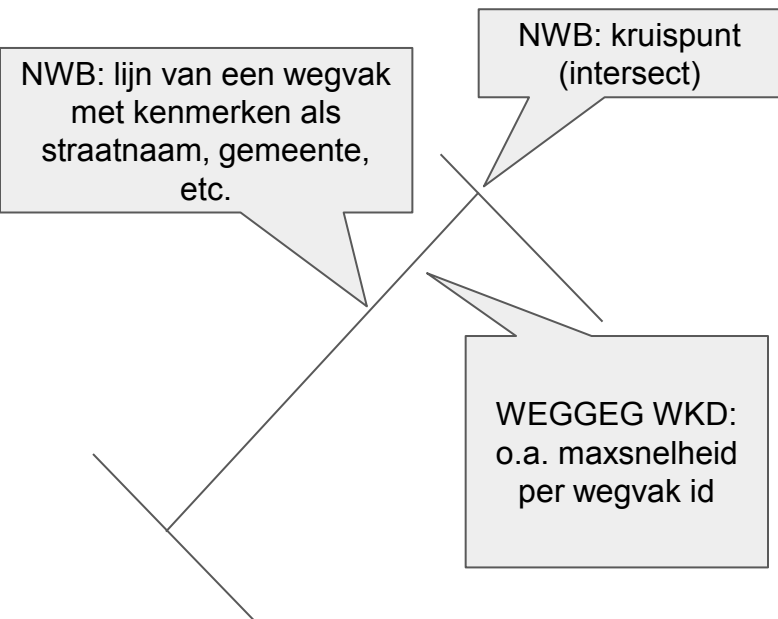 NWB: lijn van een wegvak
met kenmerken als
straatnaam, gemeente,
etc.
NWB: kruispunt
(intersect)
WEGGEG WKD:
o.a. maxsnelheid
per wegvak id